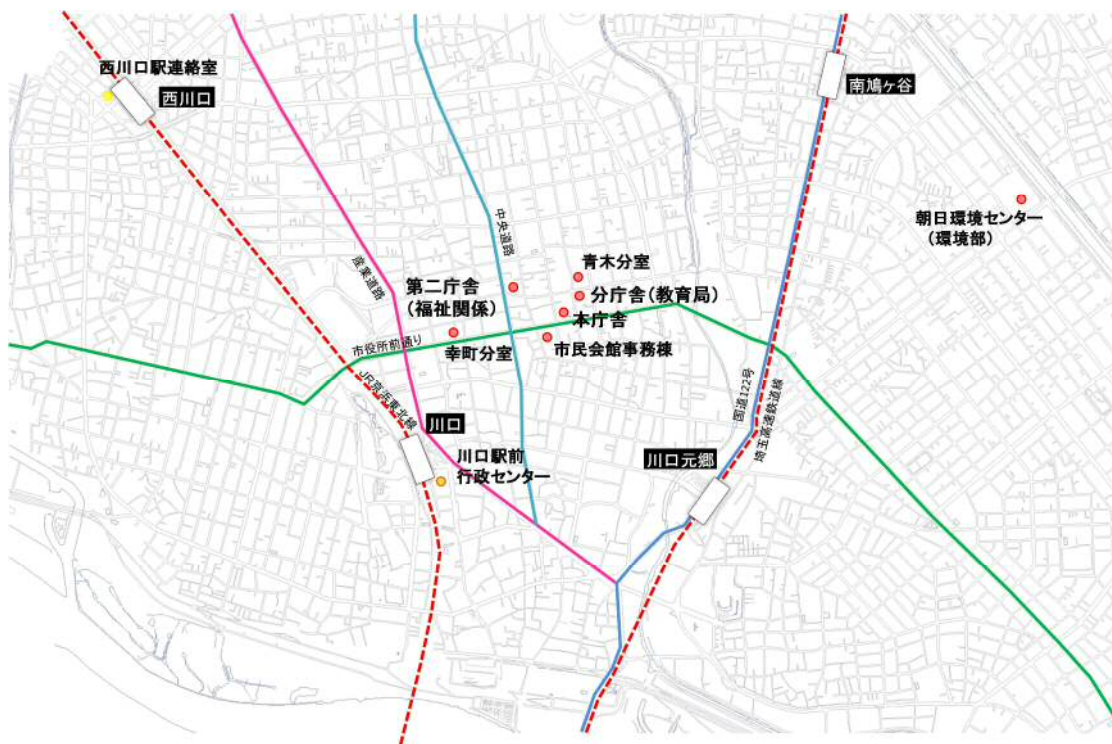 西川口駅連絡室
西川口
南鳩ヶ谷
朝日環境センター
（環境部）
中央道路
産業道路
青木分室
第二庁舎
（福祉関係）
分庁舎（教育局）
本庁舎
市役所前通り
幸町分室
市民会館事務棟
JR京浜東北線
国道122号
埼玉高速鉄道線
川口
川口駅前
行政センター
川口元郷